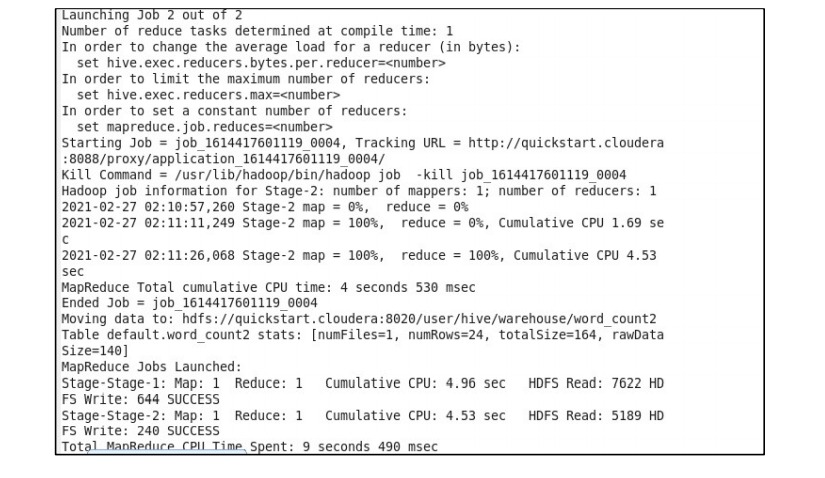 Launching Job 2 out of 2
Number of reduce tasks determined at compile time: 1
In order to change the average load for a reducer (in bytes):
  set hive.exec.reducers.bytes.per.reducer=<number>
In order to limit the maximum number of reducers:
  set hive.exec.reducers.max=<number>
In order to set a constant number of reducers:
  set mapreduce.job.reduces=<number>
Starting Job = job_1614417601119_0004, Tracking URL = http://quickstart.cloudera
:8088/proxy/application_1614417601119_0004/
Kill Command = /usr/lib/hadoop/bin/hadoop job  -kill job_1614417601119_0004
Hadoop job information for Stage-2: number of mappers: 1; number of reducers: 1
2021-02-27 02:10:57,260 Stage-2 map = 0%,  reduce = 0%
2021-02-27 02:11:11,249 Stage-2 map = 100%,  reduce = 0%, Cumulative CPU 1.69 se
c
2021-02-27 02:11:26,068 Stage-2 map = 100%,  reduce = 100%, Cumulative CPU 4.53
sec
MapReduce Total cumulative CPU time: 4 seconds 530 msec
Ended Job = job_1614417601119_0004
Moving data to: hdfs://quickstart.cloudera:8020/user/hive/warehouse/word_count2
Table default.word_count2 stats: [numFiles=1, numRows=24, totalSize=164, rawData
Size=140]
MapReduce Jobs Launched:
Stage-Stage-1: Map: 1  Reduce: 1   Cumulative CPU: 4.96 sec   HDFS Read: 7622 HD
FS Write: 644 SUCCESS
Stage-Stage-2: Map: 1  Reduce: 1   Cumulative CPU: 4.53 sec   HDFS Read: 5189 HD
FS Write: 240 SUCCESS
Total MapReduce CPU Time Spent: 9 seconds 490 msec